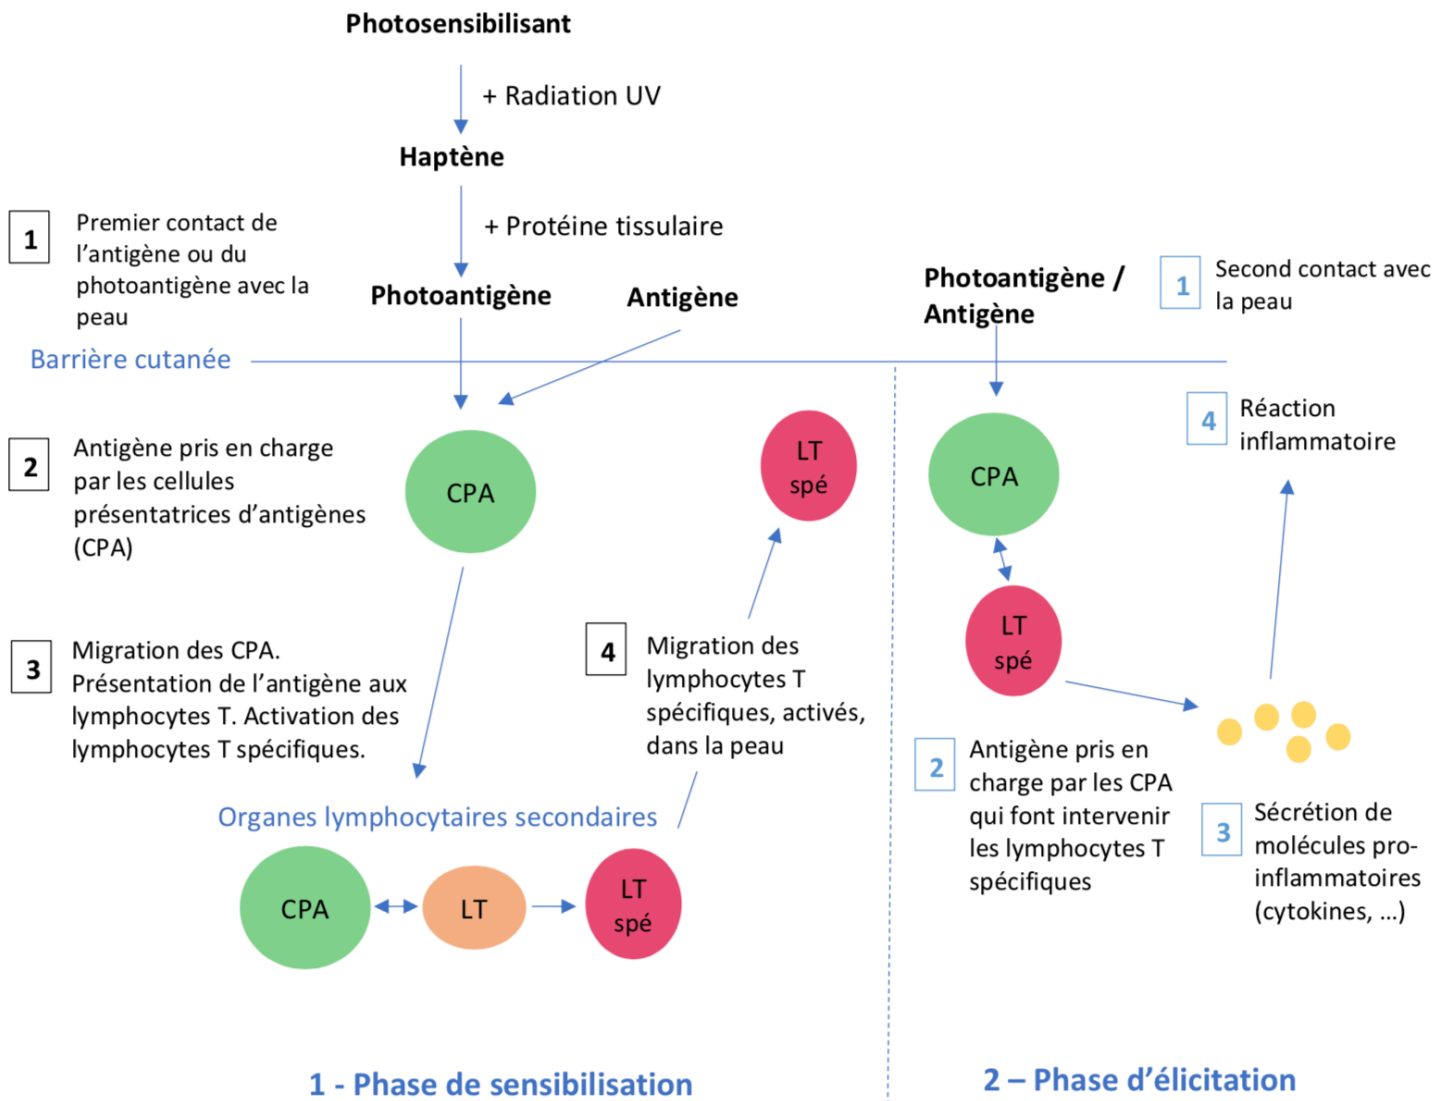 Photosensibilisant
+ Radiation UV
Haptène
+ Protéine tissulaire
1
Premier contact de
l’antigène ou du
photoantigène avec la
peau
Photoantigène
Antigène
Barrière cutanée
2
Antigène pris en charge
par les cellules
présentatrices d’antigènes
(CPA)
CPA
3
Migration des CPA.
Présentation de l’antigène aux
lymphocytes T. Activation des
lymphocytes T spécifiques.
Organes lymphocytaires secondaires
CPA
LT
LT
spé
4
Migration des
lymphocytes T
spécifiques, activés,
dans la peau
LT
spé
1 - Phase de sensibilisation
Photoantigène /
Antigène
1
Second contact avec
la peau
CPA
LT
spé
2
Antigène pris en
charge par les CPA
qui font intervenir
les lymphocytes T
spécifiques
3
Sécrétion de
molécules pro-
inflammatoires
(cytokines, ...)
4
Réaction
inflammatoire
2 – Phase d’élicitation